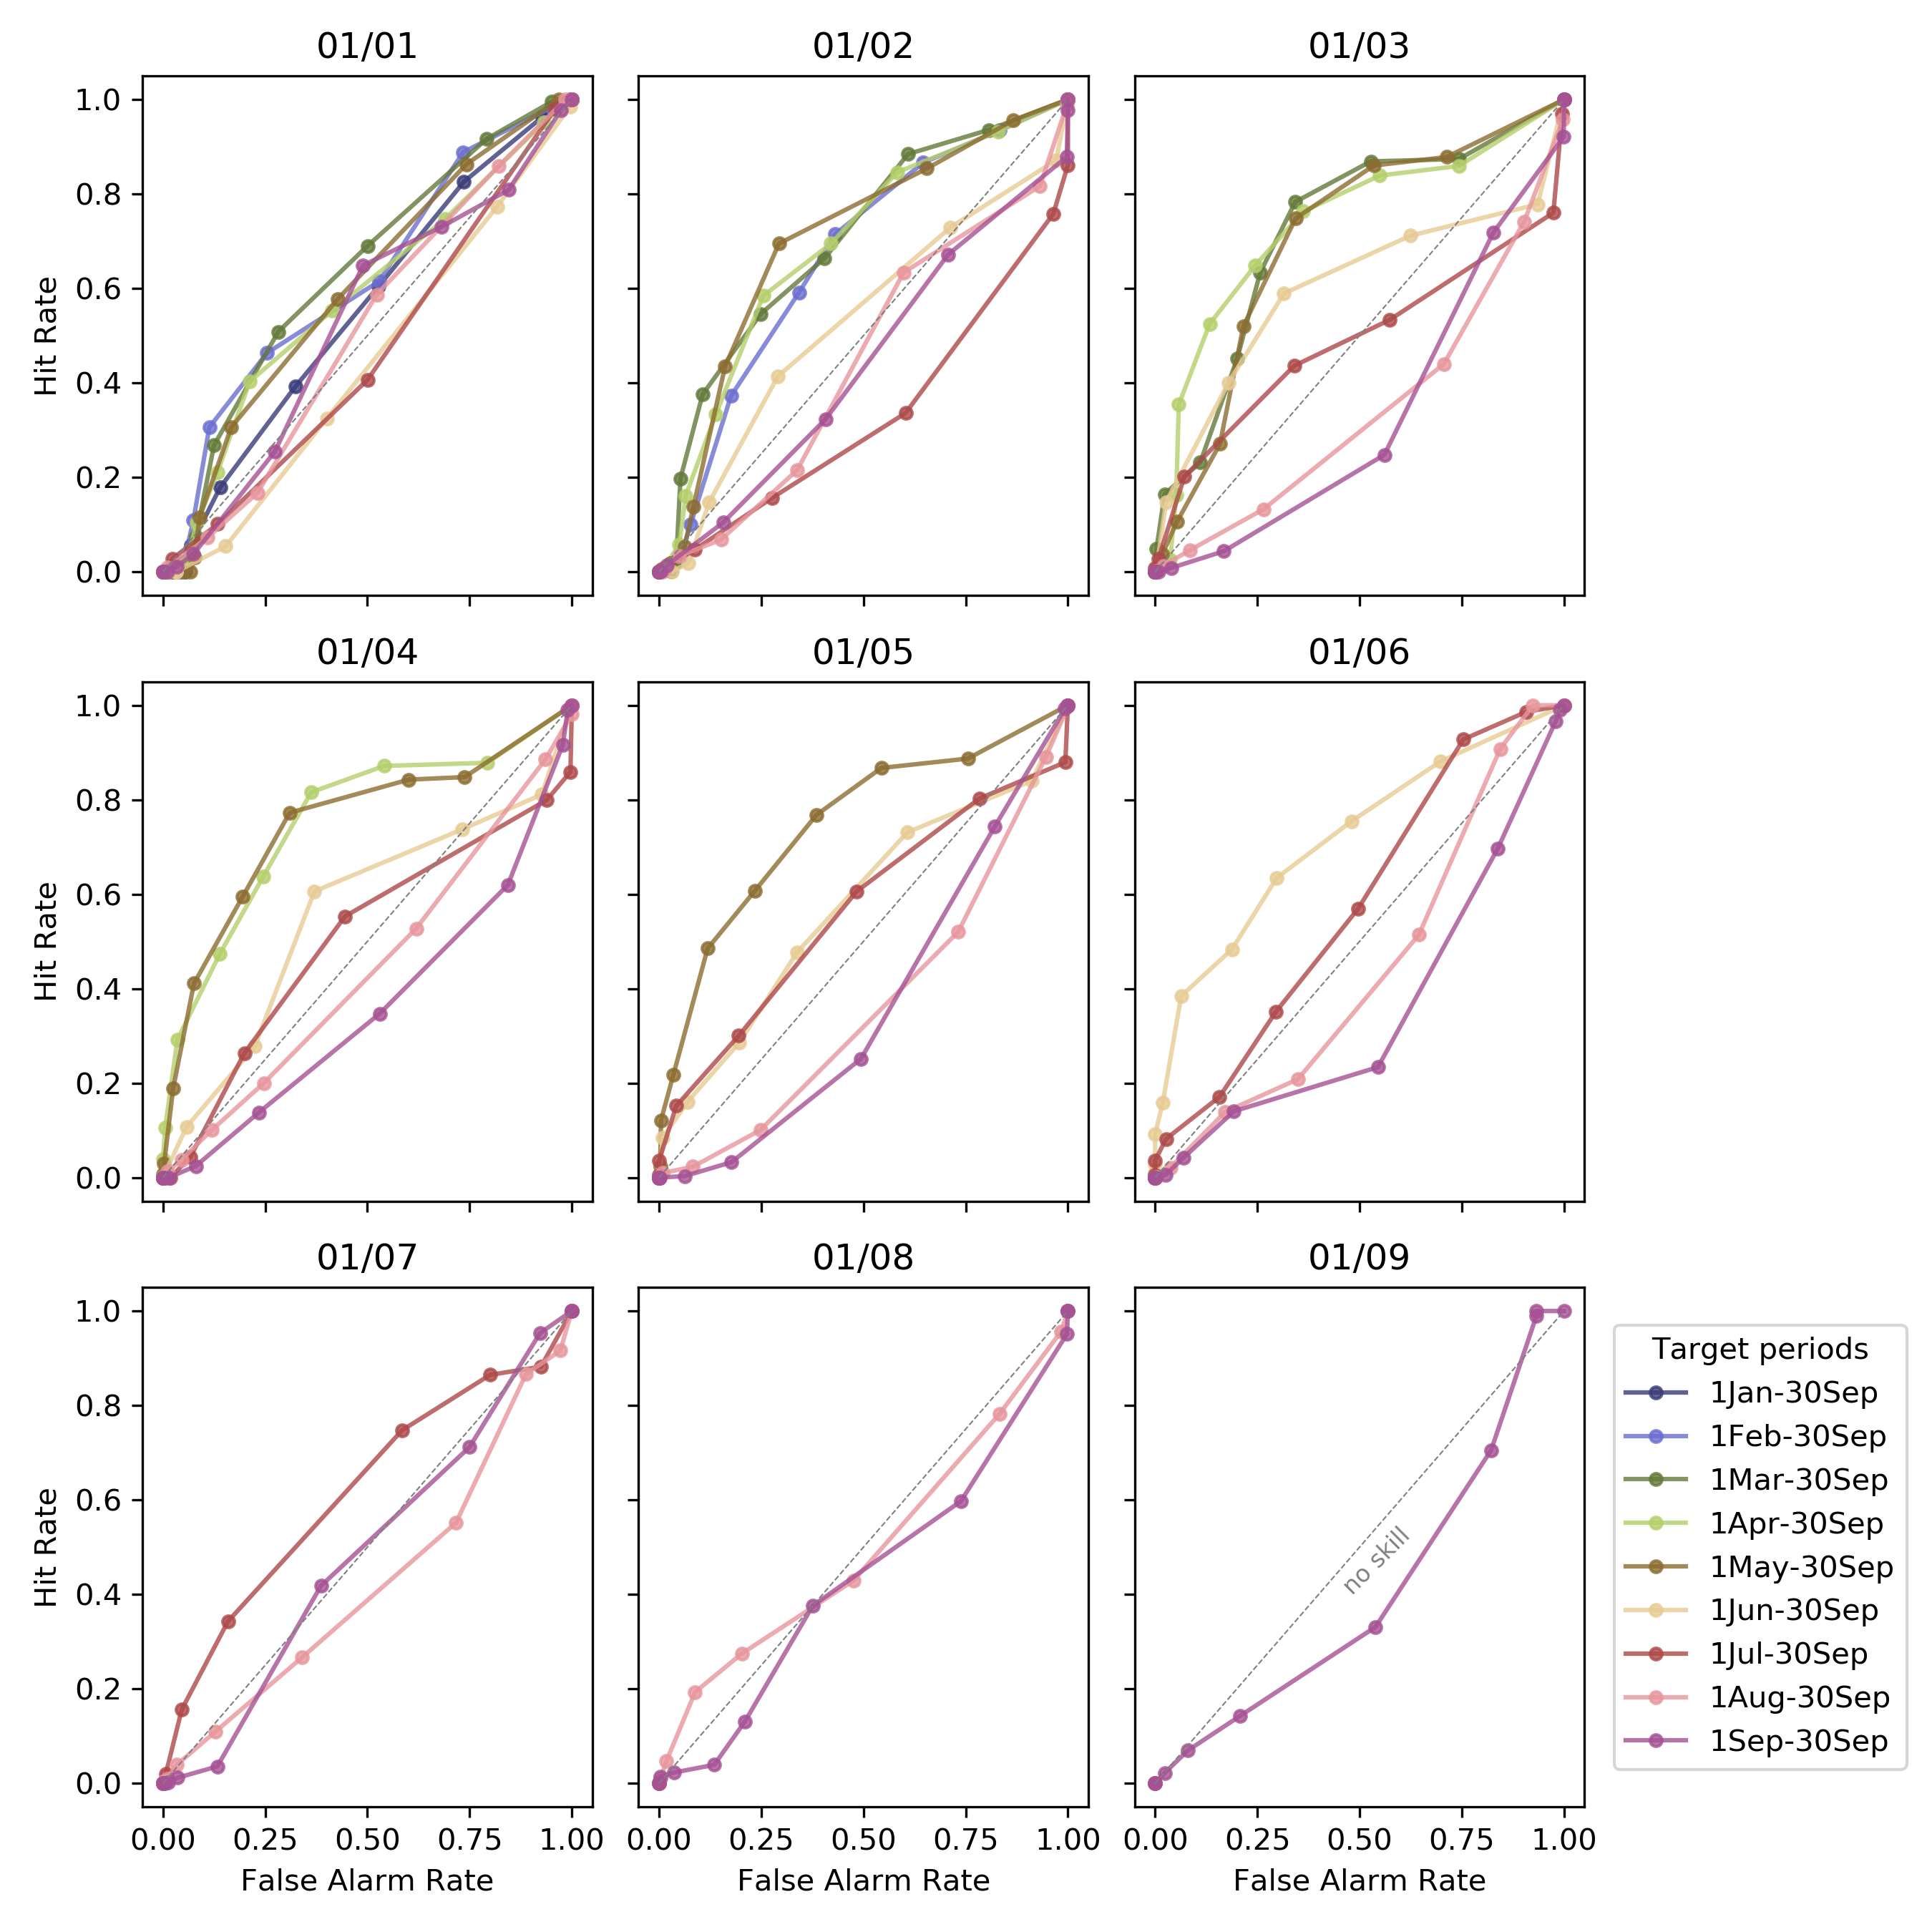 01/01
01/02
01/03
Hit Rate
1.0
0.8
0.6
0.4
0.2
0.0
01/04
01/05
01/06
Hit Rate
1.0
0.8
0.6
0.4
0.2
0.0
01/07
01/08
01/09
Hit Rate
1.0
0.8
0.6
0.4
0.2
0.0
no skill
0.00 0.25 0.50 0.75 1.00
0.00 0.25 0.50 0.75 1.00
0.00 0.25 0.50 0.75 1.00
False Alarm Rate
False Alarm Rate
False Alarm Rate
Target periods
1Jan-30Sep
1Feb-30Sep
1Mar-30Sep
1Apr-30Sep
1May-30Sep
1Jun-30Sep
1Jul-30Sep
1Aug-30Sep
1Sep-30Sep